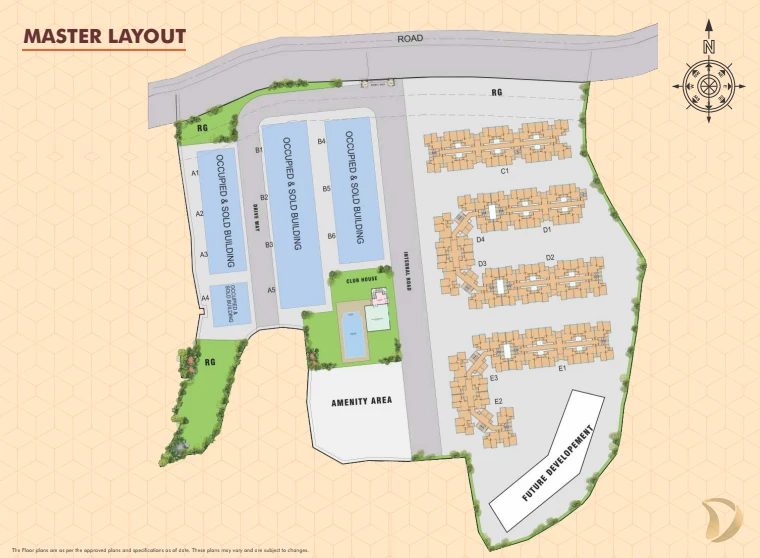 MASTER LAYOUT
ROAD
N
RG
RG
A1
OCCUPIED & SOLD BUILDING
B1
OCCUPIED & SOLD BUILDING
B4
OCCUPIED & SOLD BUILDING
C1
A2
B2
B5
DRIVE WAY
D4
D1
A3
B3
B6
INTERNAL ROAD
D3
D2
CLUB HOUSE
A5
A4
OCCUPIED &
SOLD BUILDING
RG
E3
E1
AMENITY AREA
E2
FUTURE DEVELOPEMENT
The Floor plans are as per the approved plans and specifications as of date. These plans may vary and are subject to changes.